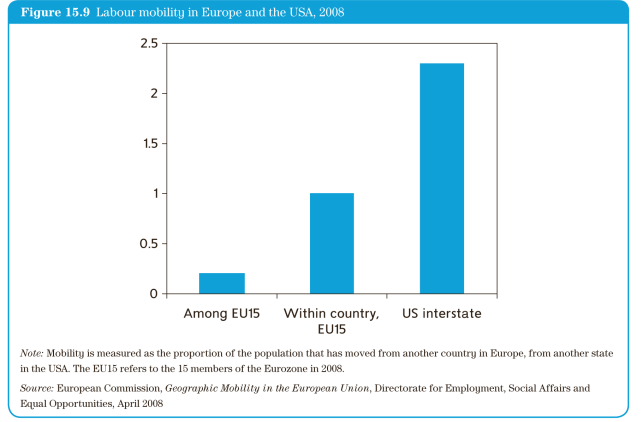 Figure 15.9 Labour mobility in Europe and the USA, 2008
2.5
2
1.5
1
0.5
0
Among EU15
Within country,
EU15
US interstate
Note: Mobility is measured as the proportion of the population that has moved from another country in Europe, from another state
in the USA. The EU15 refers to the 15 members of the Eurozone in 2008.
Source: European Commission, Geographic Mobility in the European Union, Directorate for Employment, Social Affairs and
Equal Opportunities, April 2008